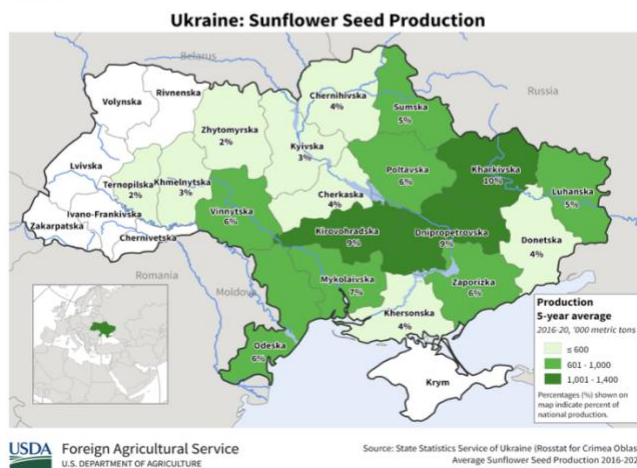 Ukraine: Sunflower Seed Production
Belarus
Russia
Volynska
Rivnenska
Chernihivska
4%
Sumska
5%
Zhytomyrska
2%
Kyivska
3%
Lvivska
Ternopilska
2%
Khmelnytska
3%
Poltavska
6%
Kharkivska
10%
Luhanska
5%
Cherkaska
4%
Ivano-Frankivska
Zakarpatska
Chernivetska
Vinnytska
6%
Kirovohradska
9%
Dnipropetrovska
9%
Donetska
4%
Romania
Moldova
Mykolaivska
7%
Zaporizka
6%
Khersonska
4%
Odeska
6%
Krym
Production
5-year average
2016-20, '000 metric tons
≤ 600
601 - 1,000
1,001 - 1,400
Percentages (%) shown on
map indicate percent of
national production.
USDA
Foreign Agricultural Service
U.S. DEPARTMENT OF AGRICULTURE
Source: State Statistics Service of Ukraine (Rosstat for Crimea Oblas
Average Sunflower Seed Production 2016-202